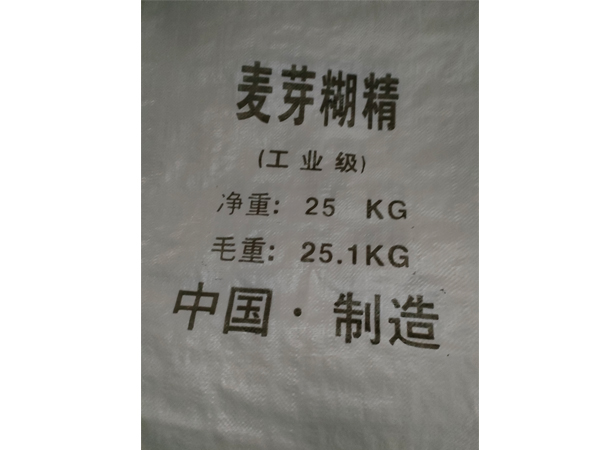 麦芽糊精
(工业级)
净重: 25 KG
毛重: 25.1KG
中国·制造